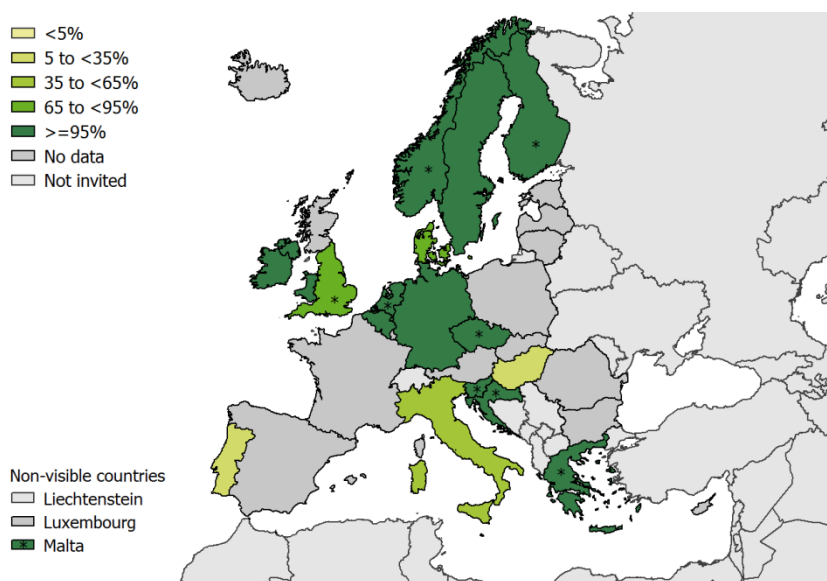 <5%
5 to <35%
35 to <65%
65 to <95%
>=95%
No data
Not invited
Non-visible countries
Liechtenstein
Luxembourg
Malta